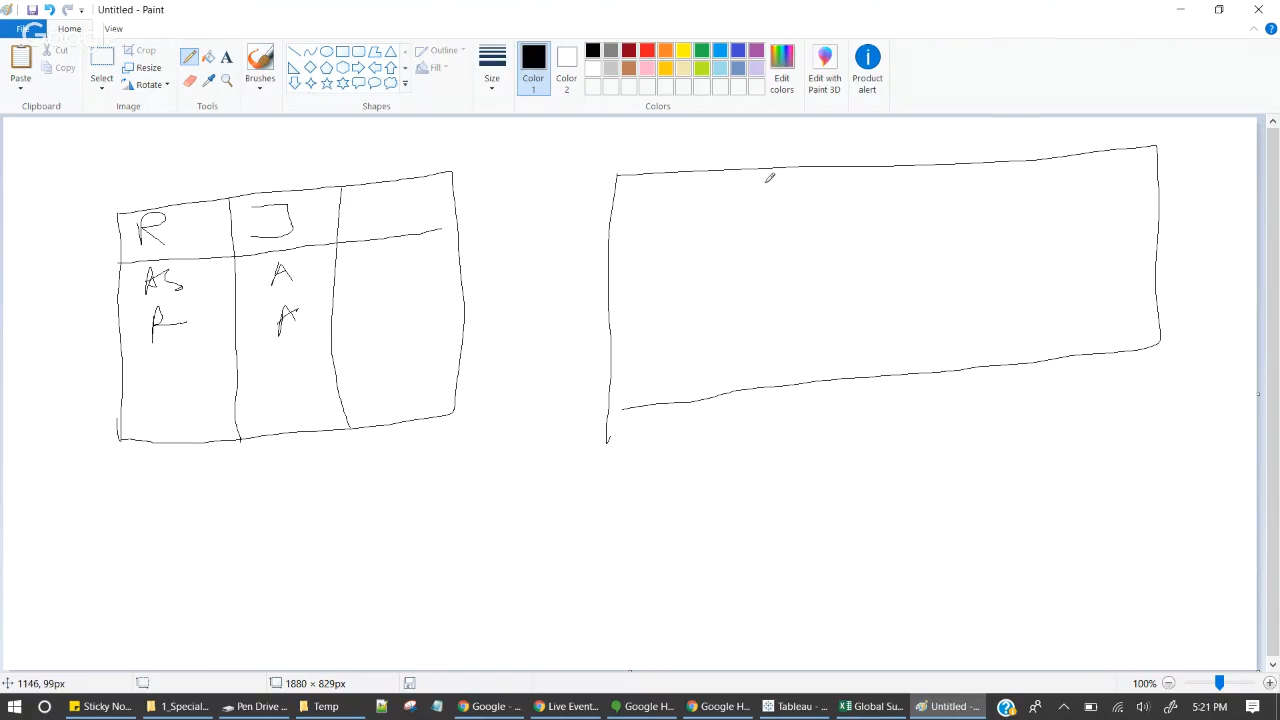 Untitled - Paint
File
Home
View
Paste
Cut
Copy
Clipboard
Select
Crop
Resize
Rotate
Image
Tools
Brushes
Shapes
Outline
Fill
Size
Color 1
Color 2
Edit colors
Colors
Edit with Paint 3D
Product alert
R
AS A
A
1146, 99px
1880 × 829px
100%
Sticky No...
1_Special...
Pen Drive ...
Temp
Google - ...
Live Event...
Google H...
Google H...
Tableau - ...
Global Su...
Untitled -...
5:21 PM